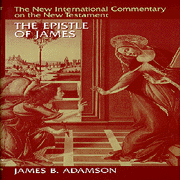 The New International Commentary
on the New Testament
THE EPISTLE
OF JAMES
JAMES B. ADAMSON